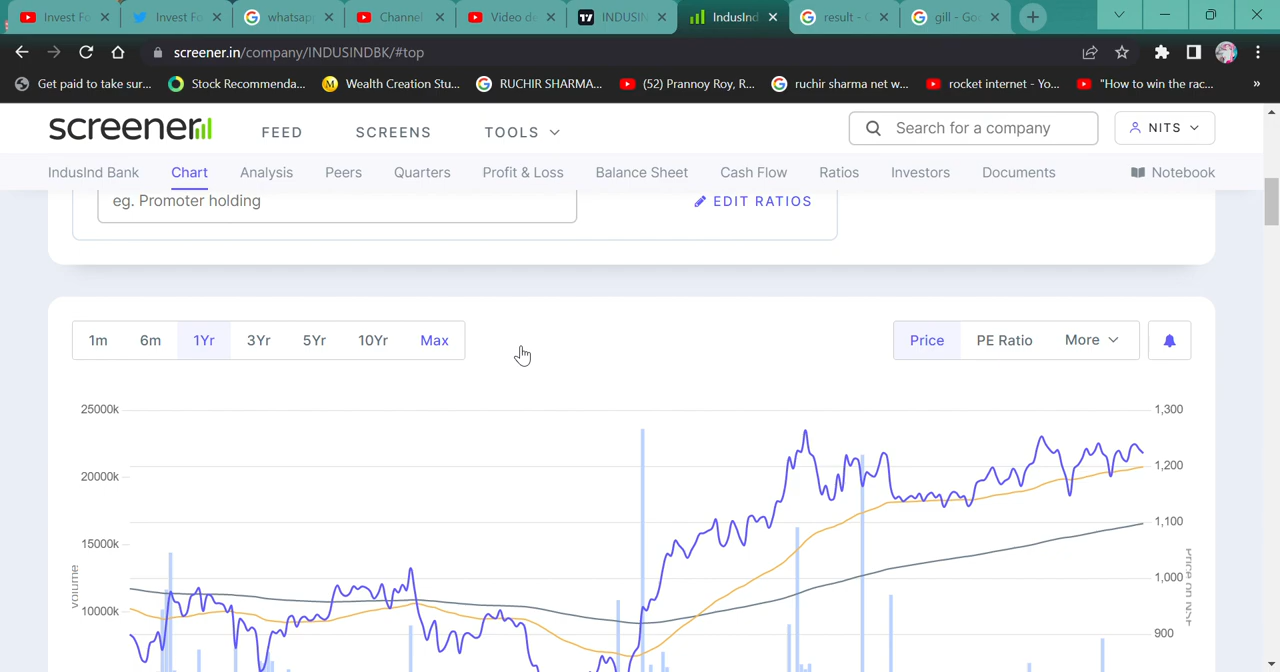 Invest Fo
Invest Fo
whatsap
Channel
Video de
INDUSIN
IndusInd
result - G
gill - Goo
screener.in/company/INDUSINDBK/#top
Get paid to take sur...
Stock Recommenda...
Wealth Creation Stu...
RUCHIR SHARMA...
(52) Prannoy Roy, R...
ruchir sharma net w...
rocket internet - Yo...
"How to win the rac...
»
screener
FEED
SCREENS
TOOLS
Search for a company
NITS
IndusInd Bank
Chart
Analysis
Peers
Quarters
Profit & Loss
Balance Sheet
Cash Flow
Ratios
Investors
Documents
Notebook
eg. Promoter holding
EDIT RATIOS
1m
6m
1Yr
3Yr
5Yr
10Yr
Max
Price
PE Ratio
More
25000k
1,300
20000k
1,200
15000k
1,100
1,000
10000k
900
Volume